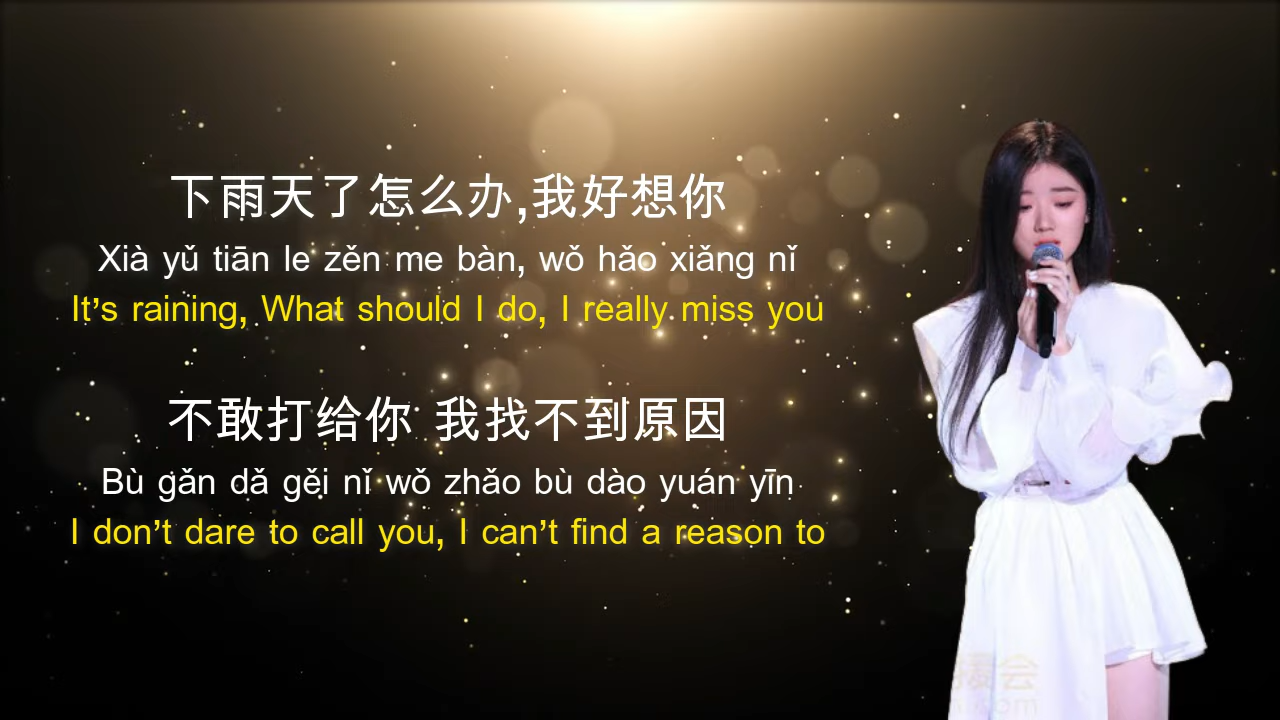 下雨天了怎么办,我好想你
Xià yǔ tiān le zěn me bàn, wǒ hǎo xiǎng nǐ
It’s raining, What should I do, I really miss you
不敢打给你 我找不到原因
Bù gǎn dǎ gěi nǐ wǒ zhǎo bù dào yuán yīn
I don’t dare to call you, I can’t find a reason to